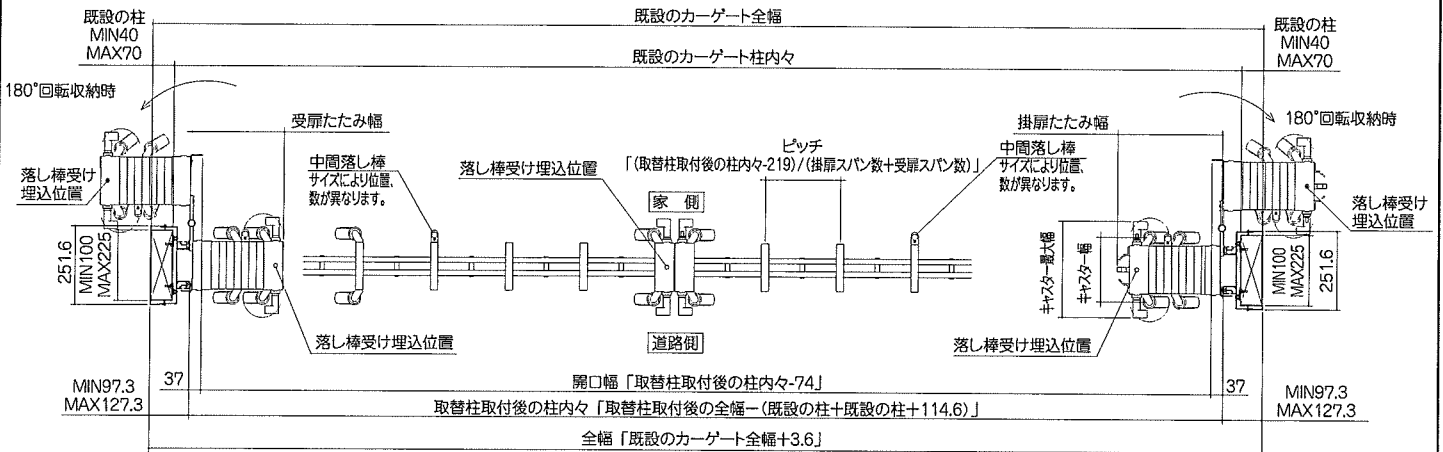 既設のカーゲート全幅
既設の柱
MIN40
MAX70
既設の柱
MIN40
MAX70
既設のカーゲート柱内々
180°回転収納時
180°回転収納時
受扉たたみ幅
掛扉たたみ幅
ピッチ
「(取替柱取付後の柱内々-219)/(掛扉スパン数+受扉スパン数)」
中間落し棒
サイズにより位置、
数が異なります。
落し棒受け埋込位置
中間落し棒
サイズにより位置、
数が異なります。
落し棒受け
埋込位置
落し棒受け
埋込位置
家 側
251.6
MIN100
MAX225
キャスター最大幅
キャスター幅
MIN100
MAX225
251.6
落し棒受け埋込位置
道路側
落し棒受け埋込位置
MIN97.3
MAX127.3
37
開口幅「取替柱取付後の柱内々-74」
37
MIN97.3
MAX127.3
取替柱取付後の柱内々「取替柱取付後の全幅ー(既設の柱+既設の柱+114.6)」
全幅「既設のカーゲート全幅+3.6」